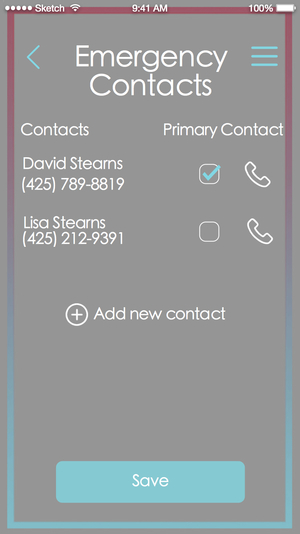 Sketch 9:41 AM 100%
Emergency
Contacts
Contacts Primary Contact
David Stearns
(425) 789-8819
Lisa Stearns
(425) 212-9391
Add new contact
Save